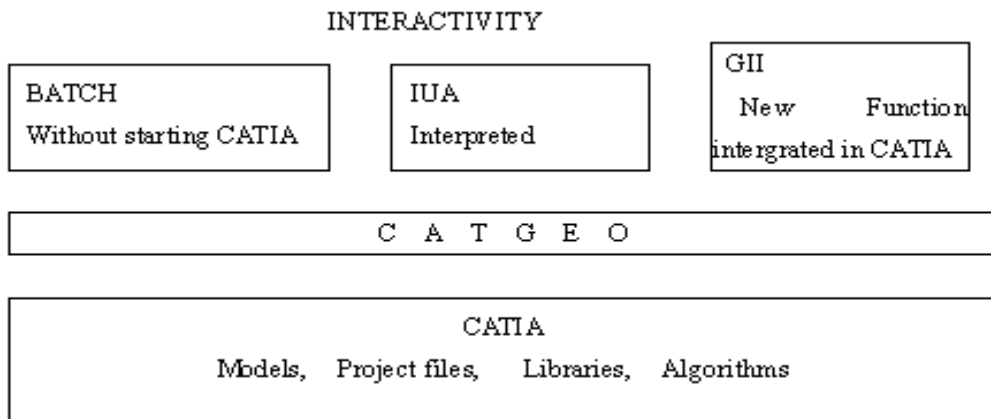 INTERACTIVITY
BATCH
Without starting CATIA
IUA
Interpreted
GII
New Function
intergrated in CATIA
C A T G E O
CATIA
Models, Project files, Libraries, Algorithms